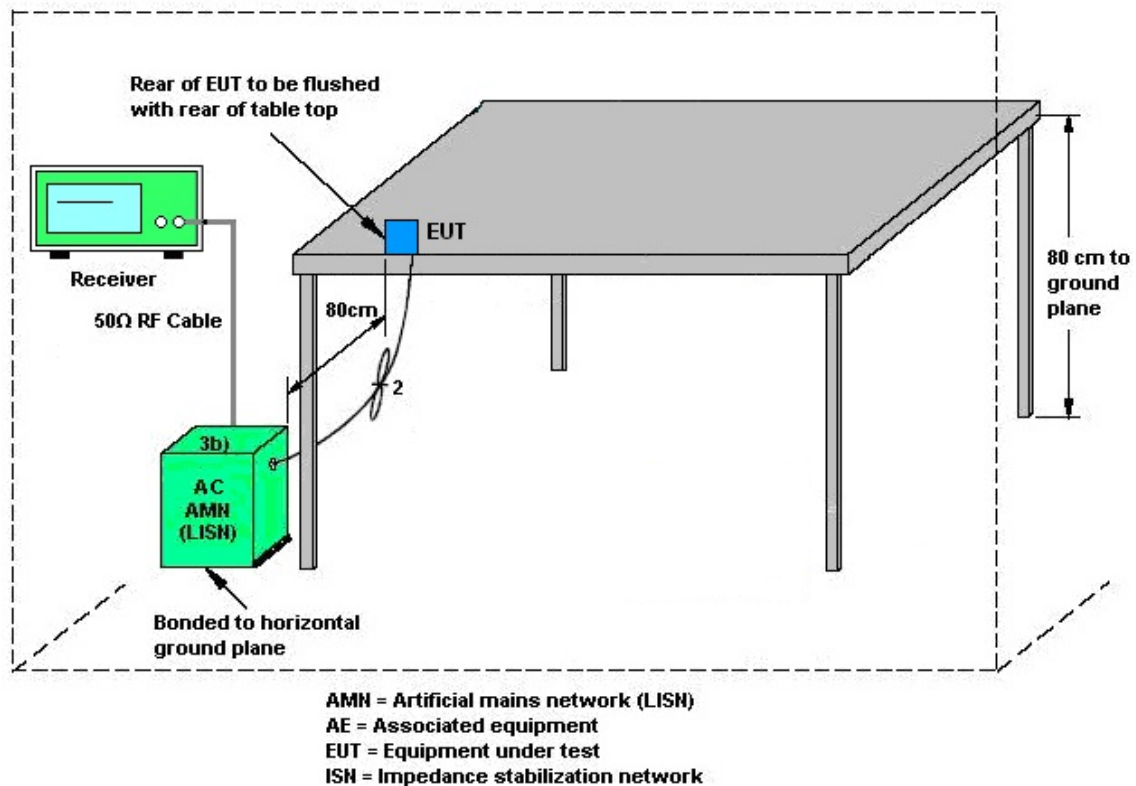 Rear of EUT to be flushed
with rear of table top
EUT
Receiver
50Ω RF Cable
80cm
80 cm to
ground
plane
2
3b)
AC
AMN
(LISN)
Bonded to horizontal
ground plane
AMN = Artificial mains network (LISN)
AE = Associated equipment
EUT = Equipment under test
ISN = Impedance stabilization network